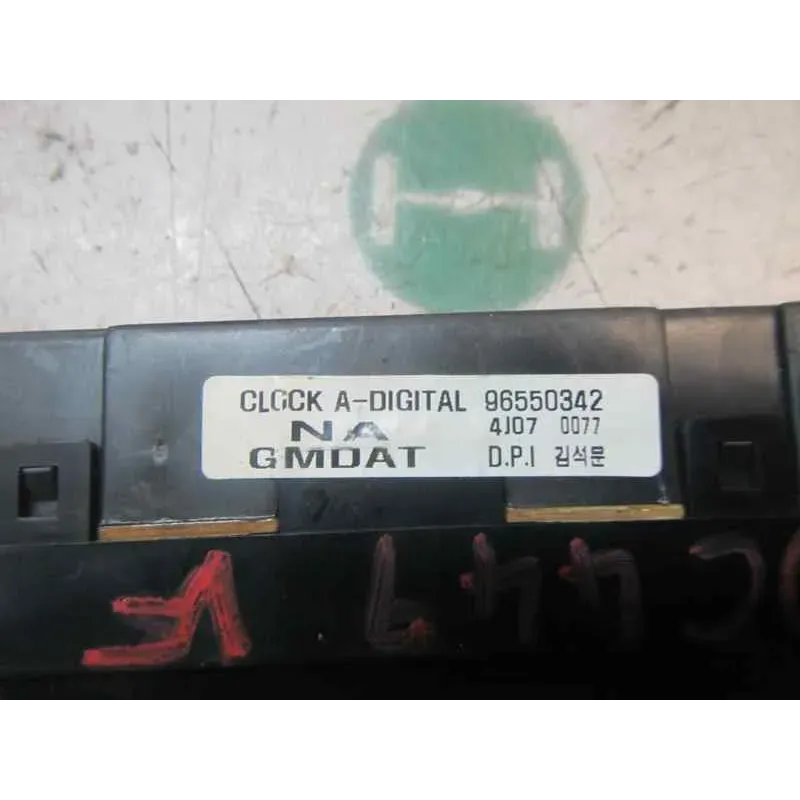 CLOCK A-DIGITAL 96550342
NA 4J07 0077
GMDAT D.P.I 김석문